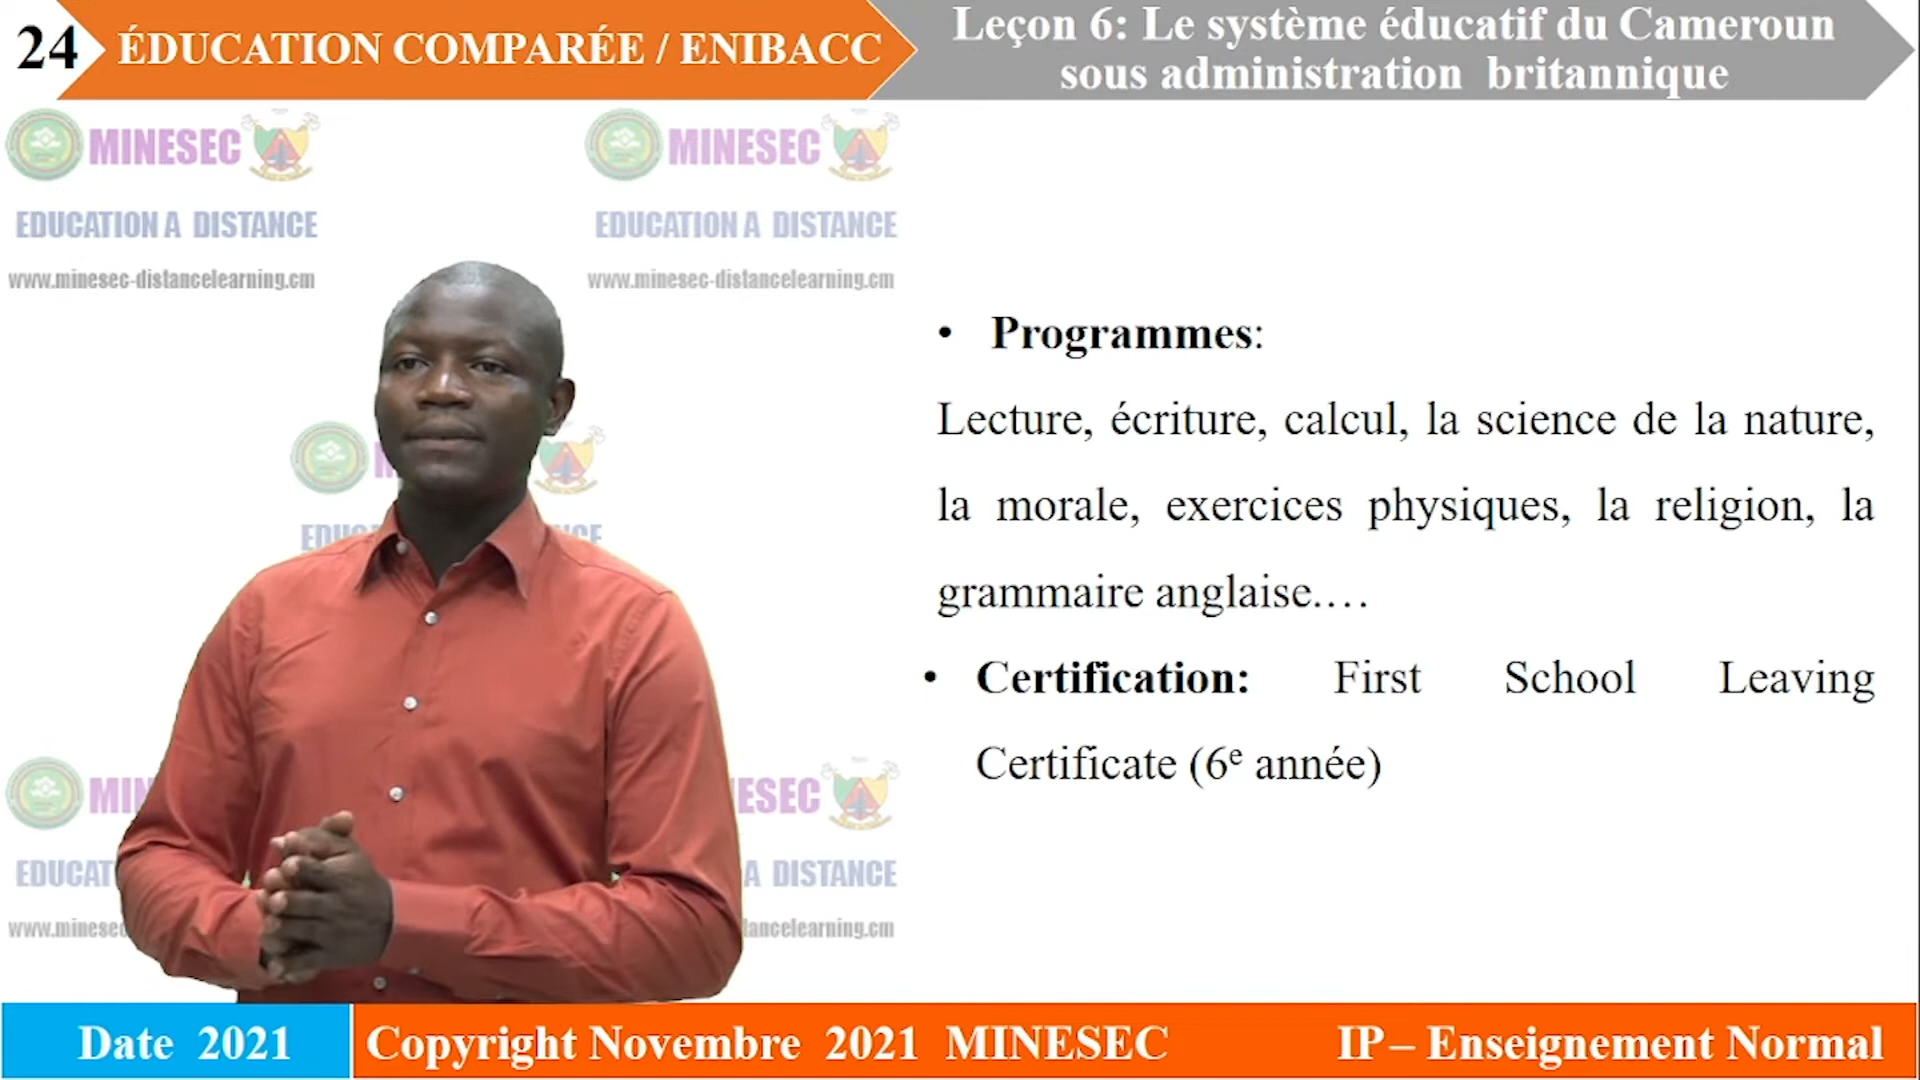 24
ÉDUCATION COMPARÉE / ENIBACC
Leçon 6: Le système éducatif du Cameroun
sous administration britannique
MINESEC
EDUCATION A DISTANCE
www.minesec-distancelearning.cm
MINESEC
EDUCATION A DISTANCE
www.minesec-distancelearning.cm
• Programmes:
Lecture, écriture, calcul, la science de la nature,
la morale, exercices physiques, la religion, la
grammaire anglaise.…
• Certification: First School Leaving
Certificate (6e année)
Date 2021
Copyright Novembre 2021 MINESEC
IP– Enseignement Normal